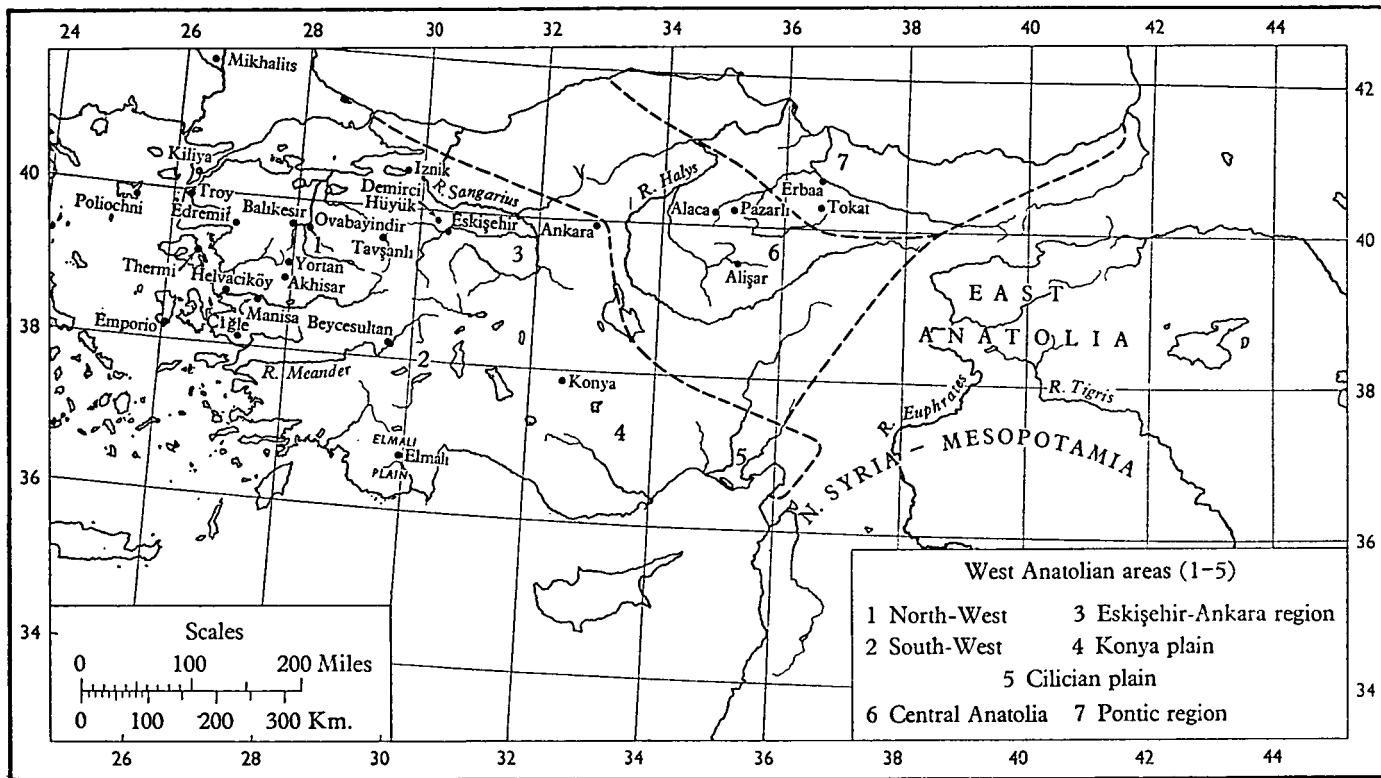 24 26 28 30 32 34 36 38 40 42 44
Mikhalits
42
42
40
Kiliya
Iznik
7
Troy
Demirci
Hüyük
R. Sangarius
R. Halys
Erbaa
Poliochni
Edremit
Balıkesir
Ovabayindir
Eskişehir
Ankara
Alaca
Pazarlı
Tokat
1
Tavşanlı
3
6
40
Thermi
Yortan
Alişar
Helvacıköy
Akhisar
EAST
Emporio
38
Çiğle
Manisa
Beycesultan
ANATOLIA
R. Meander
2
Konya
R. Euphrates
R. Tigris
38
4
ELMALI
PLAIN
Elmalı
5
N. SYRIA – MESOPOTAMIA
36
36
West Anatolian areas (1–5)
1 North-West 3 Eskişehir-Ankara region
2 South-West 4 Konya plain
5 Cilician plain
6 Central Anatolia 7 Pontic region
34
34
Scales
0 100 200 Miles
0 100 200 300 Km.
26 28 30 32 34 36 38 40 42 44